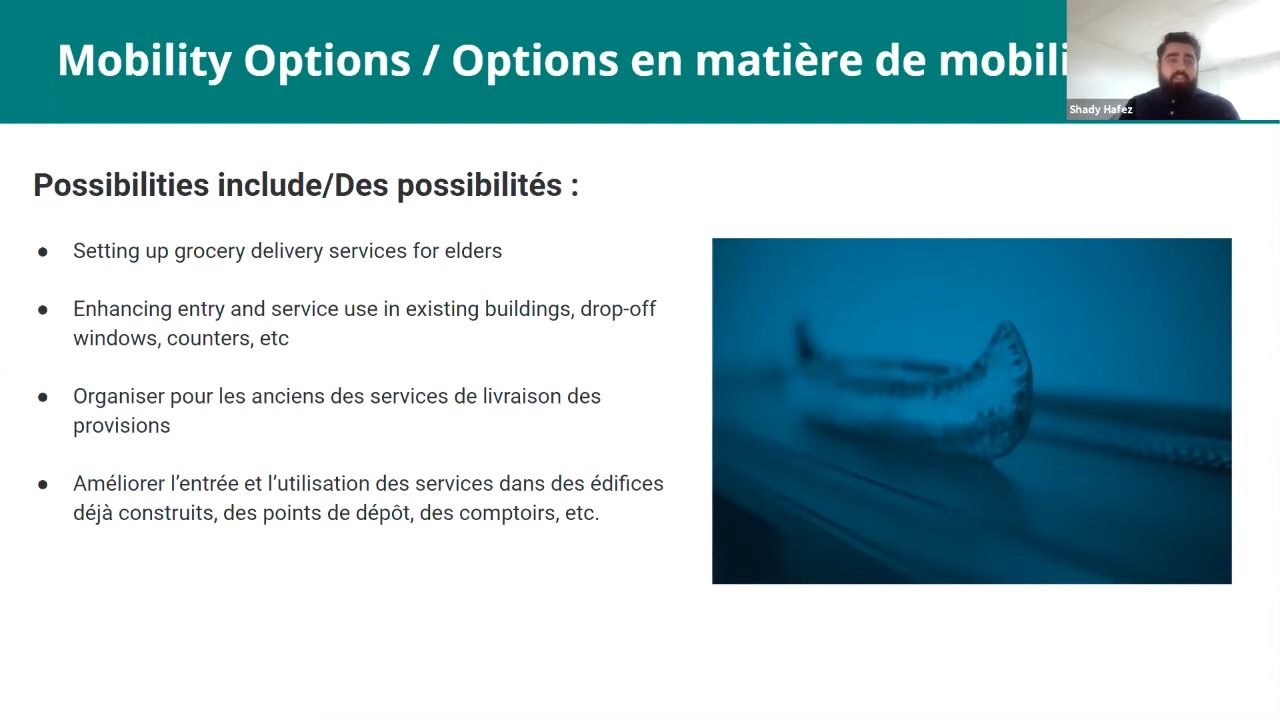 Mobility Options / Options en matière de mobili
Shady Hafez
Possibilities include/Des possibilités :
● Setting up grocery delivery services for elders
● Enhancing entry and service use in existing buildings, drop-off
windows, counters, etc
● Organiser pour les anciens des services de livraison des
provisions
● Améliorer l’entrée et l’utilisation des services dans des édifices
déjà construits, des points de dépôt, des comptoirs, etc.